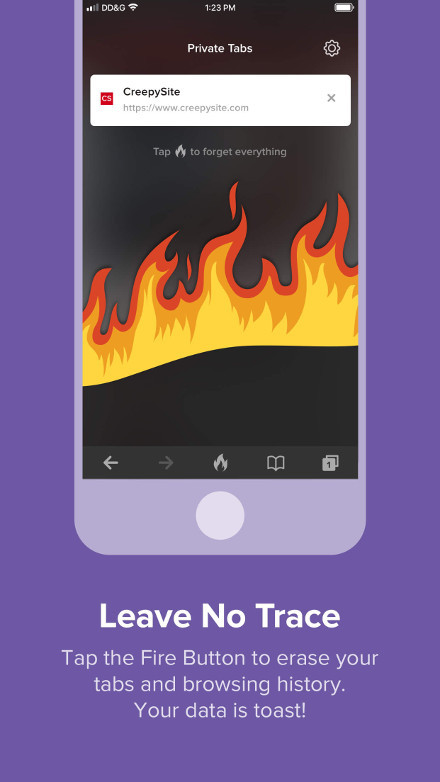 DD&G 1:23 PM
Private Tabs
CS CreepySite
https://www.creepysite.com
Tap to forget everything
1
Leave No Trace
Tap the Fire Button to erase your
tabs and browsing history.
Your data is toast!